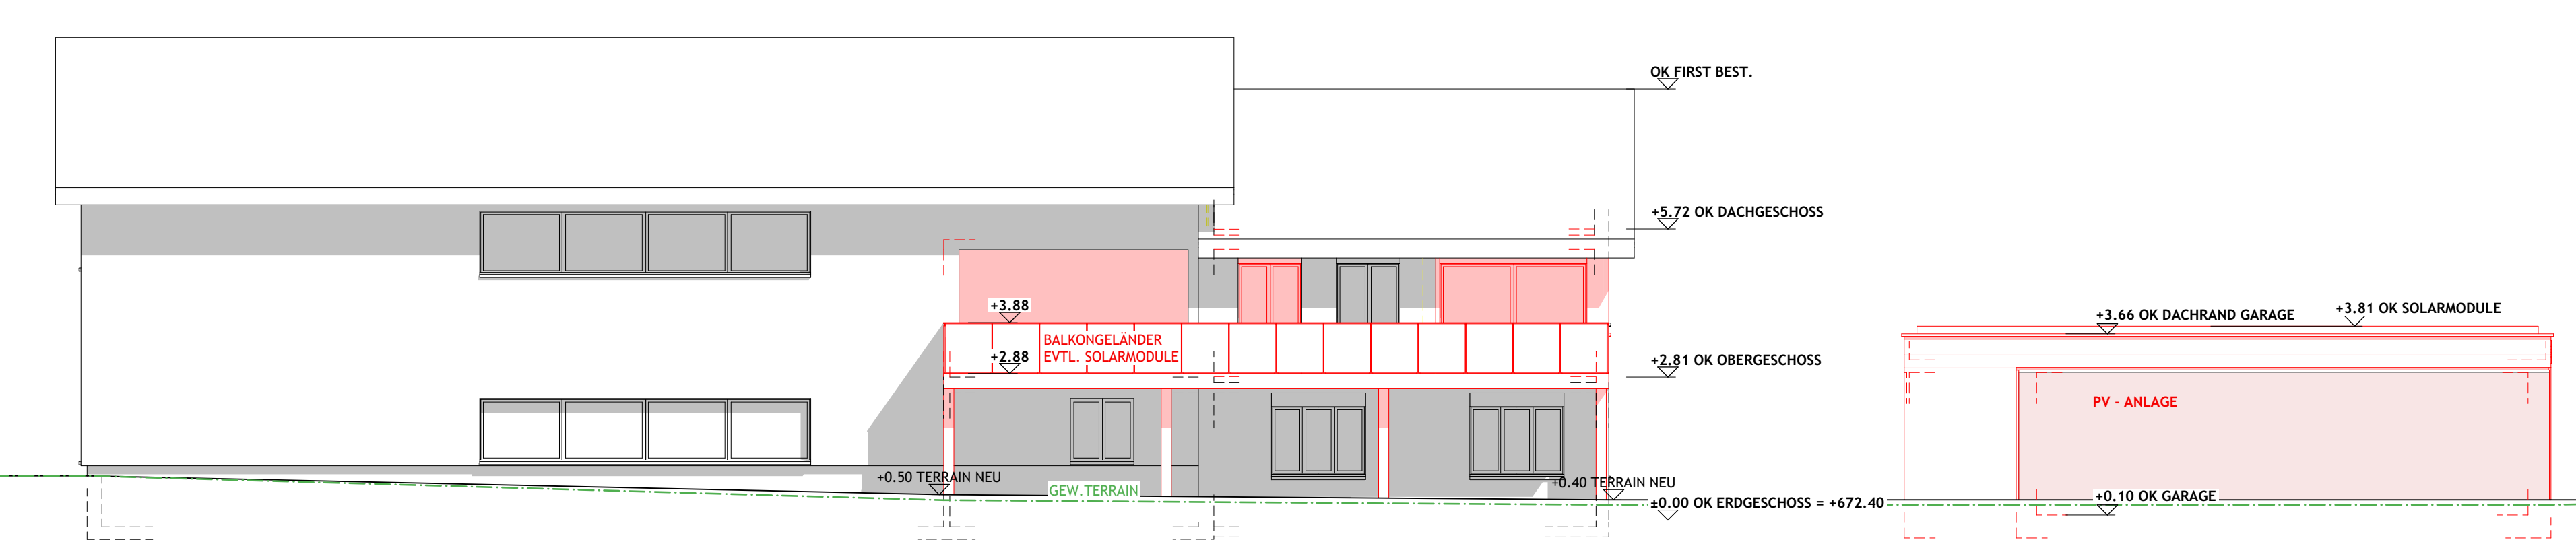 OK FIRST BEST.
+5.72 OK DACHGESCHOSS
+3.88
+3.66 OK DACHRAND GARAGE
+3.81 OK SOLARMODULE
BALKONGELÄNDER
EVTL. SOLARMODULE
+2.88
+2.81 OK OBERGESCHOSS
PV - ANLAGE
+0.50 TERRAIN NEU
GEW.TERRAIN
+0.40 TERRAIN NEU
±0.00 OK ERDGESCHOSS = +672.40
+0.10 OK GARAGE